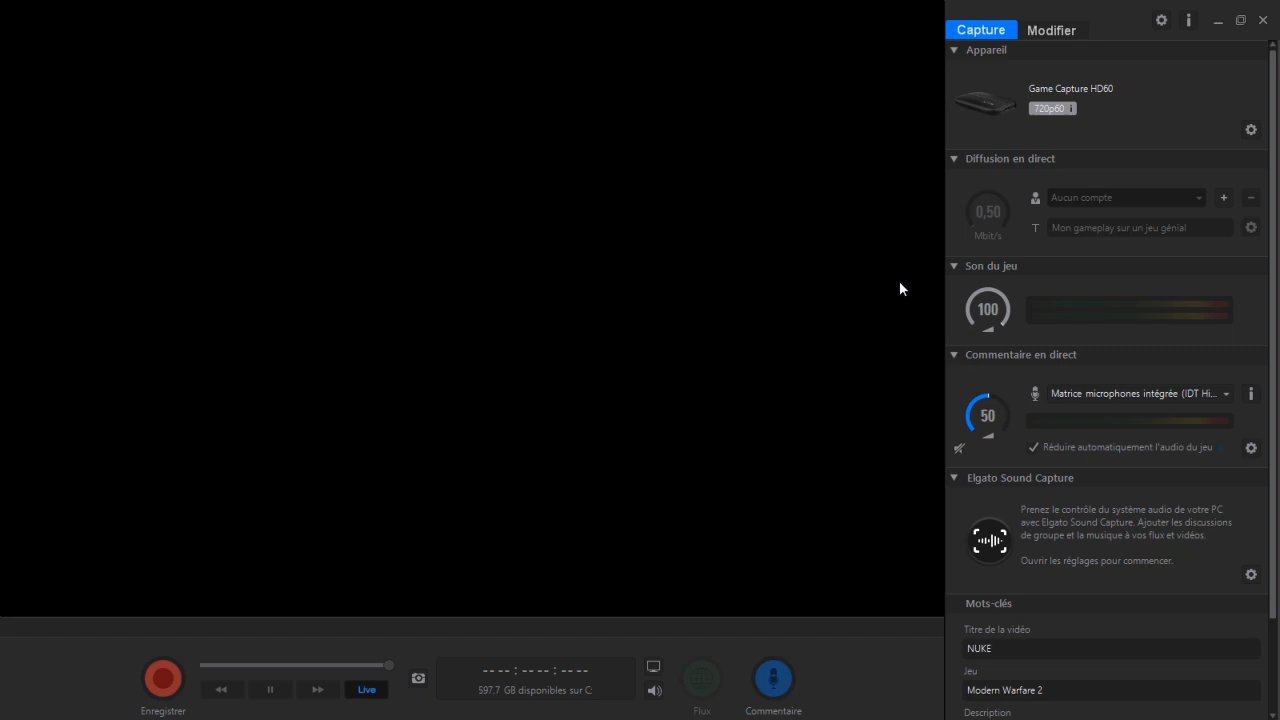 Capture Modifier
Appareil
Game Capture HD60
720p60 i
Diffusion en direct
0,50
Mbit/s
Aucun compte
T Mon gameplay sur un jeu génial
Son du jeu
100
Commentaire en direct
50
Matrice microphones intégrée (IDT Hi...
Réduire automatiquement l'audio du jeu
Elgato Sound Capture
Prenez le contrôle du système audio de votre PC
avec Elgato Sound Capture. Ajouter les discussions
de groupe et la musique à vos flux et vidéos.
Ouvrir les réglages pour commencer.
Mots-clés
Titre de la vidéo
NUKE
Jeu
Modern Warfare 2
Description
Enregistrer
Live
-- -- : -- -- : -- --
597.7 GB disponibles sur C:
Flux
Commentaire